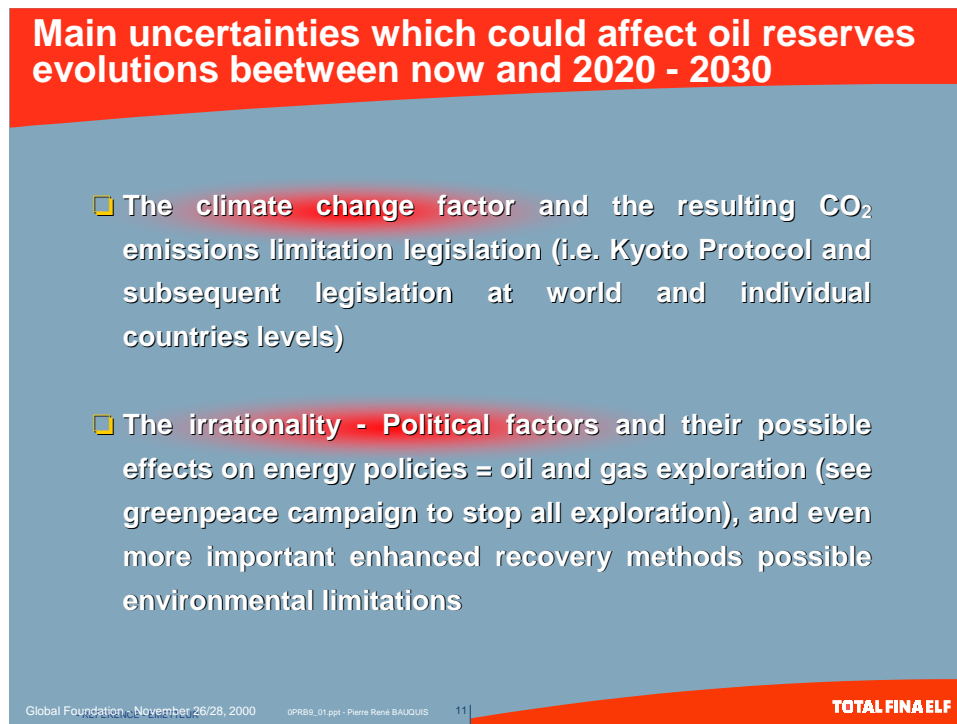 Main uncertainties which could affect oil reserves
evolutions beetween now and 2020 - 2030
The climate change factor and the resulting CO₂
emissions limitation legislation (i.e. Kyoto Protocol and
subsequent legislation at world and individual
countries levels)
The irrationality - Political factors and their possible
effects on energy policies = oil and gas exploration (see
greenpeace campaign to stop all exploration), and even
more important enhanced recovery methods possible
environmental limitations
Global Foundation - November 26/28, 2000 0PRB9_01.ppt - Pierre René BAUQUIS 11
REFERENCE - EMETTEUR
TOTALFINAELF